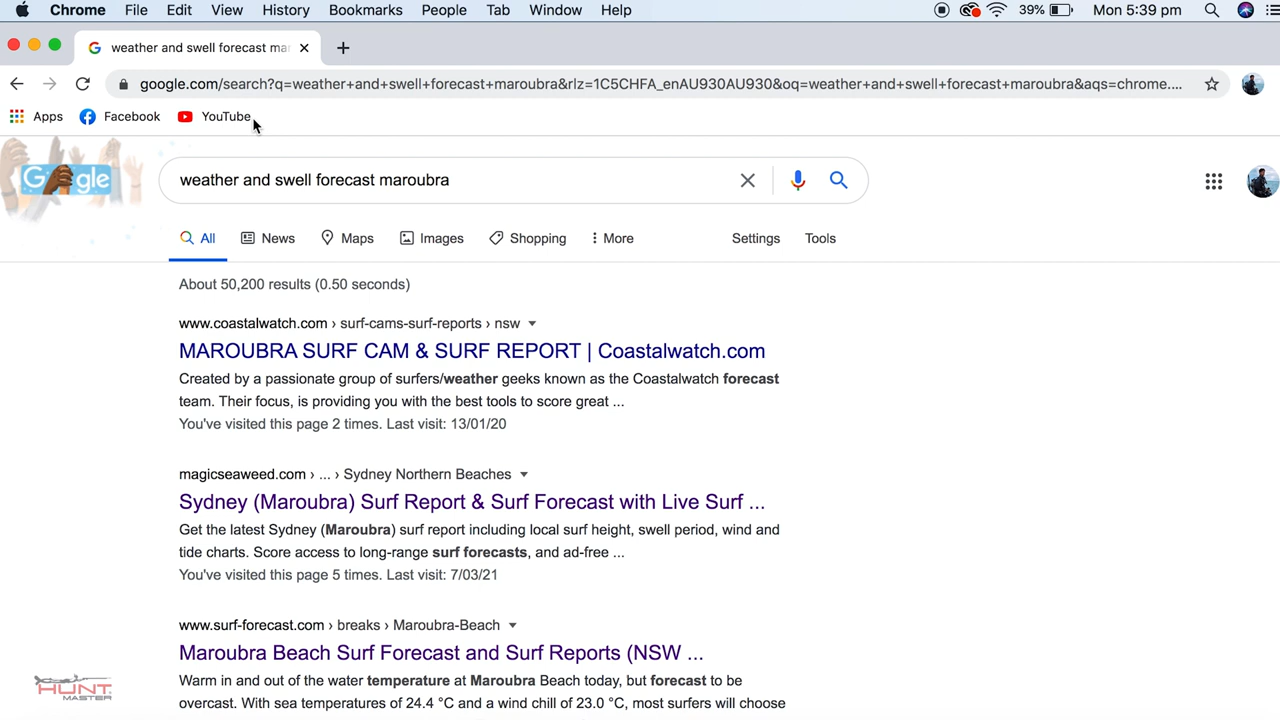 Chrome File Edit View History Bookmarks People Tab Window Help 39% Mon 5:39 pm
weather and swell forecast mar
google.com/search?q=weather+and+swell+forecast+maroubra&rlz=1C5CHFA_enAU930AU930&oq=weather+and+swell+forecast+maroubra&aqs=chrome....
Apps Facebook YouTube
Google
weather and swell forecast maroubra
All News Maps Images Shopping More Settings Tools
About 50,200 results (0.50 seconds)
www.coastalwatch.com › surf-cams-surf-reports › nsw
MAROUBRA SURF CAM & SURF REPORT | Coastalwatch.com
Created by a passionate group of surfers/weather geeks known as the Coastalwatch forecast
team. Their focus, is providing you with the best tools to score great ...
You've visited this page 2 times. Last visit: 13/01/20
magicseaweed.com › ... › Sydney Northern Beaches
Sydney (Maroubra) Surf Report & Surf Forecast with Live Surf ...
Get the latest Sydney (Maroubra) surf report including local surf height, swell period, wind and
tide charts. Score access to long-range surf forecasts, and ad-free ...
You've visited this page 5 times. Last visit: 7/03/21
www.surf-forecast.com › breaks › Maroubra-Beach
Maroubra Beach Surf Forecast and Surf Reports (NSW ...
Warm in and out of the water temperature at Maroubra Beach today, but forecast to be
overcast. With sea temperatures of 24.4 °C and a wind chill of 23.0 °C, most surfers will choose
HUNT
MASTER